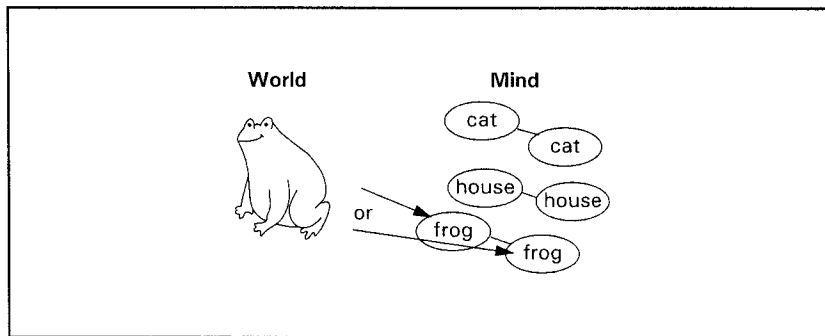 World Mind
cat
cat
house
house
or
frog
frog